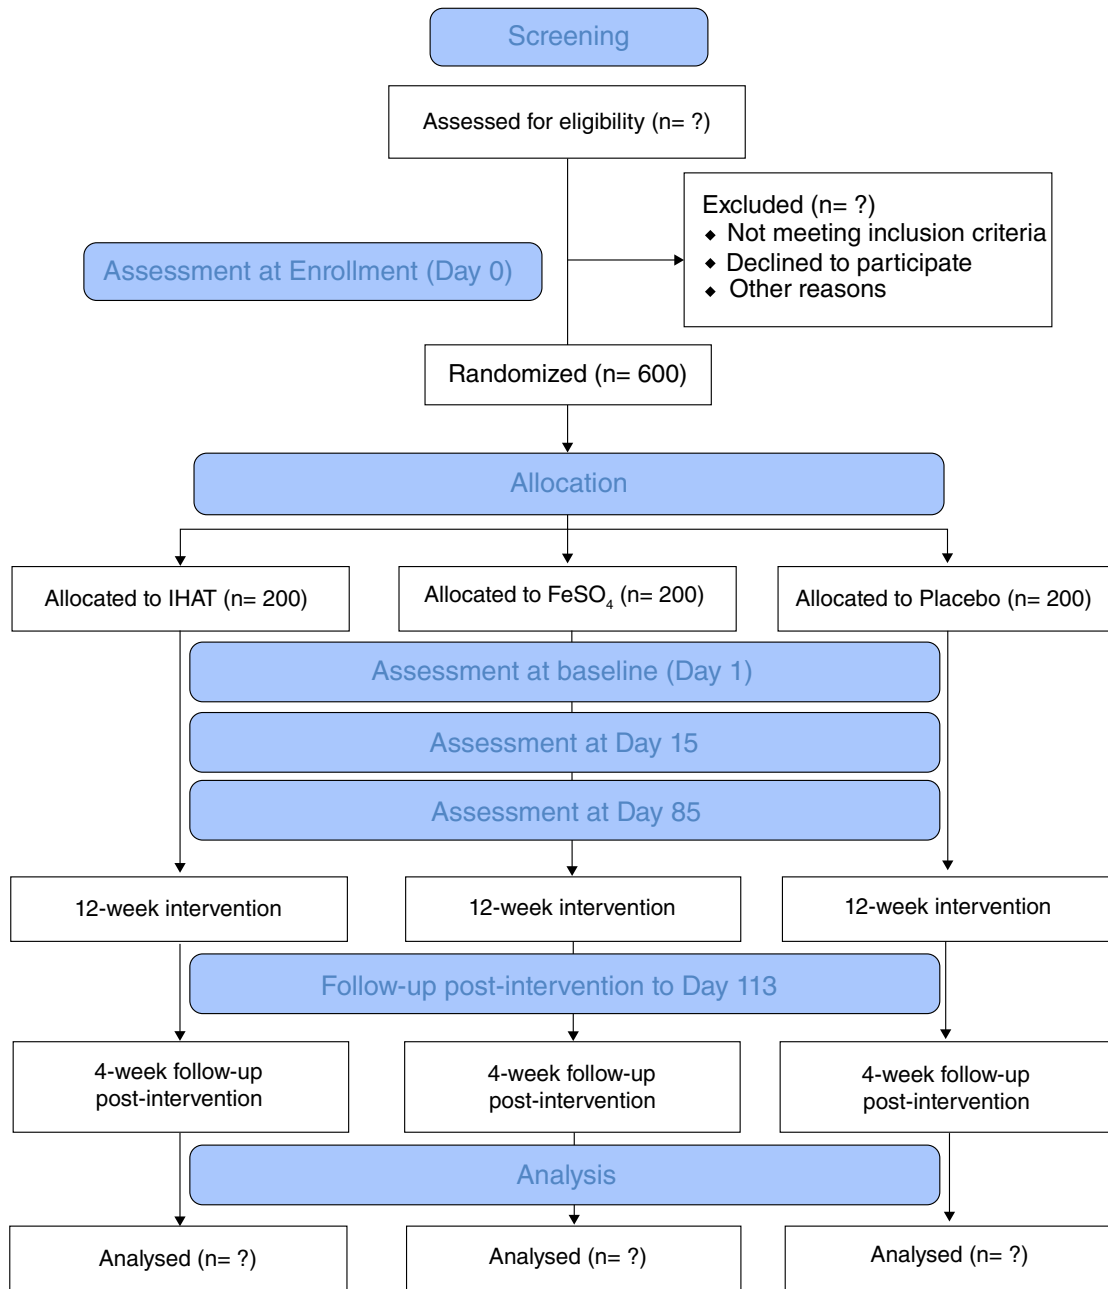 Screening
Assessed for eligibility (n= ?)
Excluded (n= ?)
◆ Not meeting inclusion criteria
◆ Declined to participate
◆ Other reasons
Assessment at Enrollment (Day 0)
Randomized (n= 600)
Allocation
Allocated to IHAT (n= 200)
Allocated to FeSO₄ (n= 200)
Allocated to Placebo (n= 200)
Assessment at baseline (Day 1)
Assessment at Day 15
Assessment at Day 85
12-week intervention
12-week intervention
12-week intervention
Follow-up post-intervention to Day 113
4-week follow-up
post-intervention
4-week follow-up
post-intervention
4-week follow-up
post-intervention
Analysis
Analysed (n= ?)
Analysed (n= ?)
Analysed (n= ?)